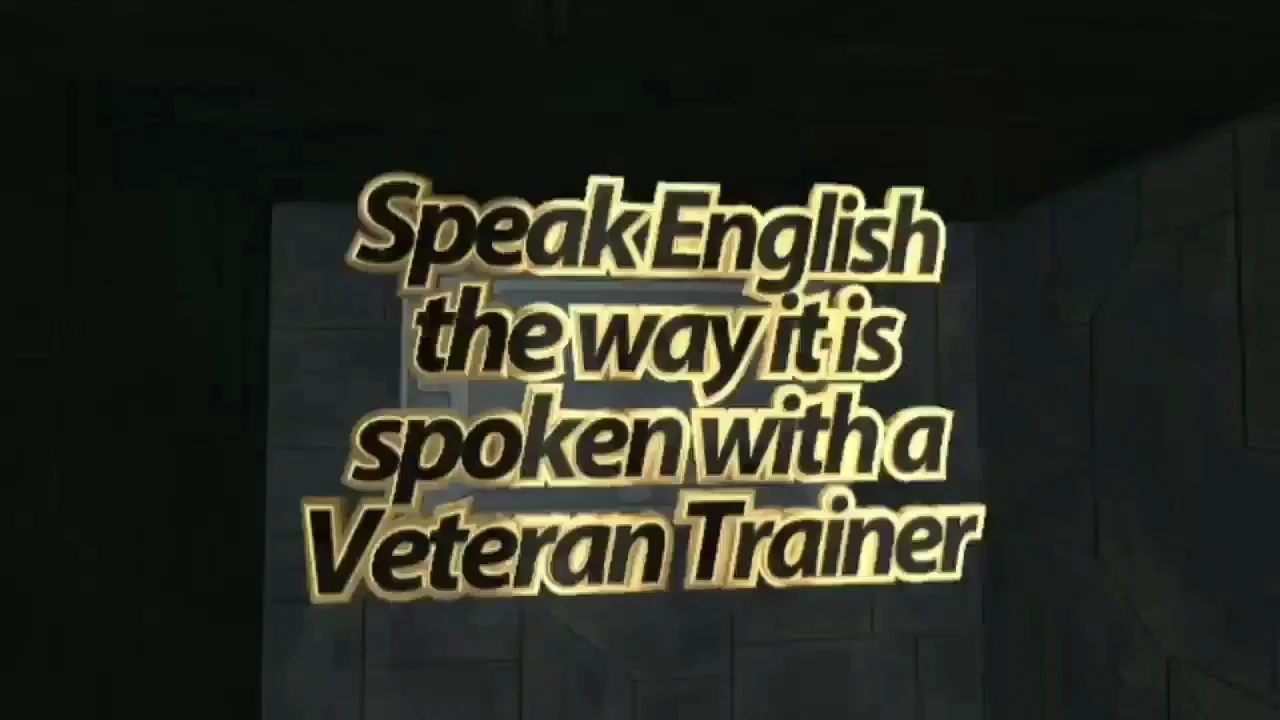 Speak English
the way it is
spoken with a
Veteran Trainer